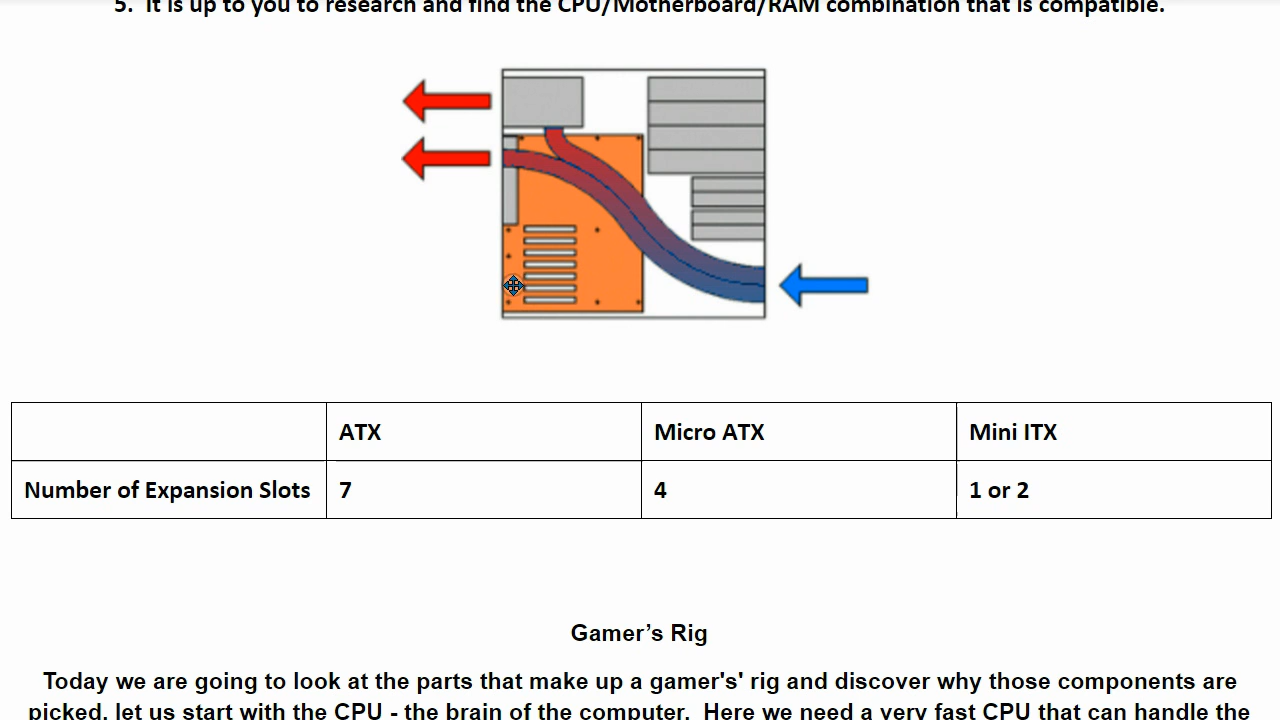 5. It is up to you to research and find the CPU/Motherboard/RAM combination that is compatible.
ATX Micro ATX Mini ITX
Number of Expansion Slots 7 4 1 or 2
Gamer’s Rig
Today we are going to look at the parts that make up a gamer's' rig and discover why those components are
picked, let us start with the CPU - the brain of the computer. Here we need a very fast CPU that can handle the